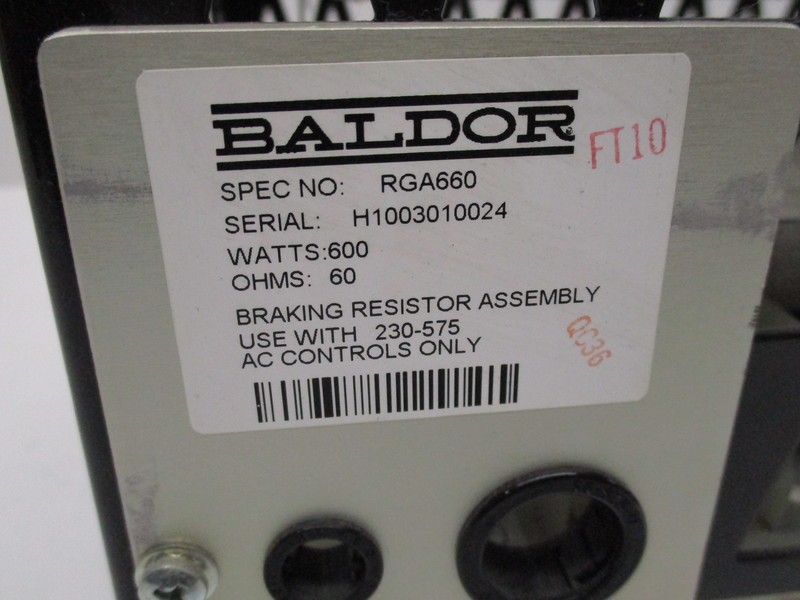 BALDOR
FT10
SPEC NO: RGA660
SERIAL: H1003010024
WATTS:600
OHMS: 60
BRAKING RESISTOR ASSEMBLY
USE WITH 230-575
AC CONTROLS ONLY
QC36